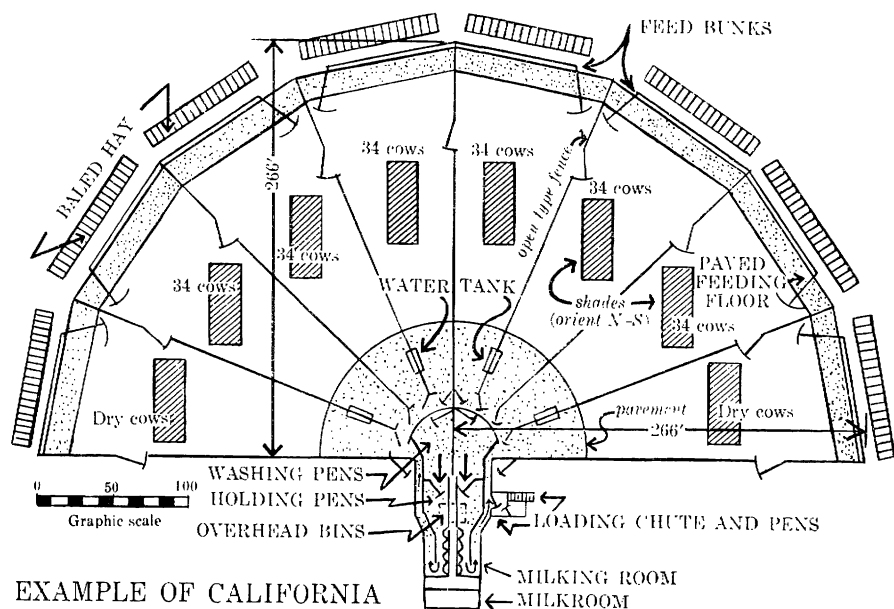 FEED BUNKS
BALED HAY
266'
34 cows
34 cows
open type fence
34 cows
34 cows
PAVED
FEEDING
FLOOR
34 cows
WATER TANK
shades
(orient N-S)
34 cows
Dry cows
Dry cows
pavement
266'
WASHING PENS
0 50 100
Graphic scale
HOLDING PENS
OVERHEAD BINS
LOADING CHUTE AND PENS
EXAMPLE OF CALIFORNIA
MILKING ROOM
MILKROOM